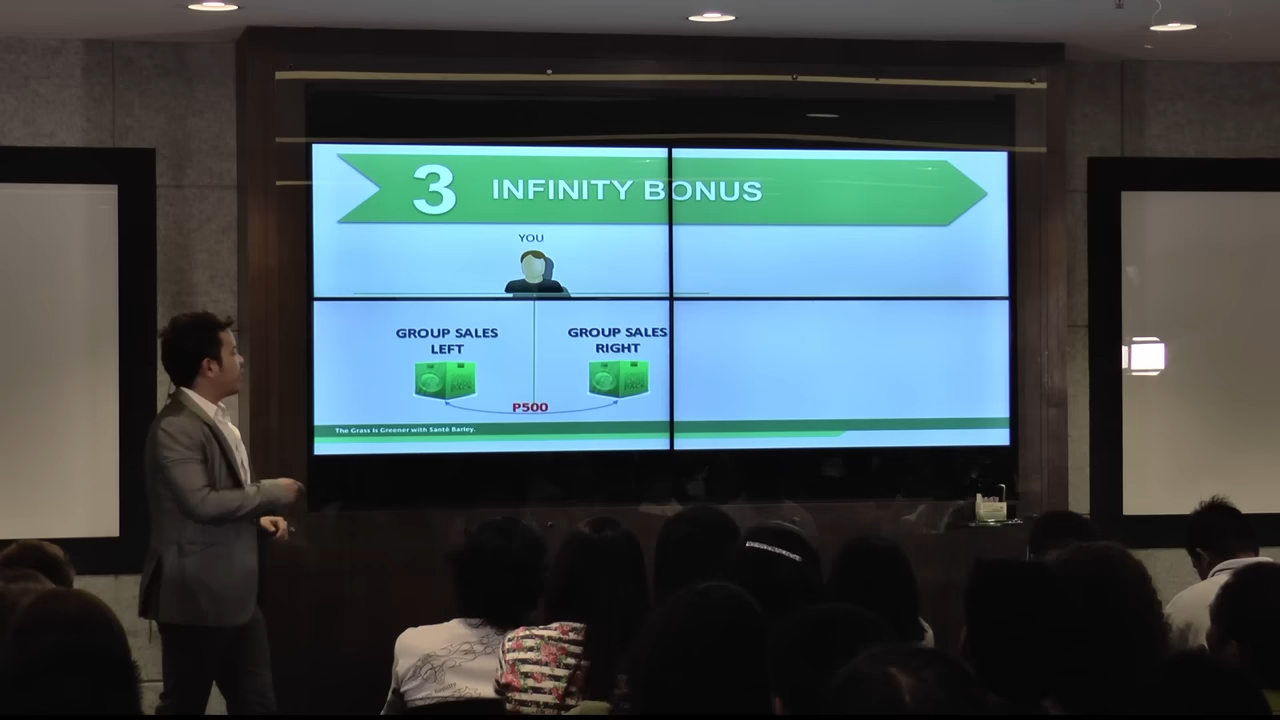 3 INFINITY BONUS
YOU
GROUP SALES
LEFT
GROUP SALES
RIGHT
P500
The Grass Is Greener with Santé Barley.